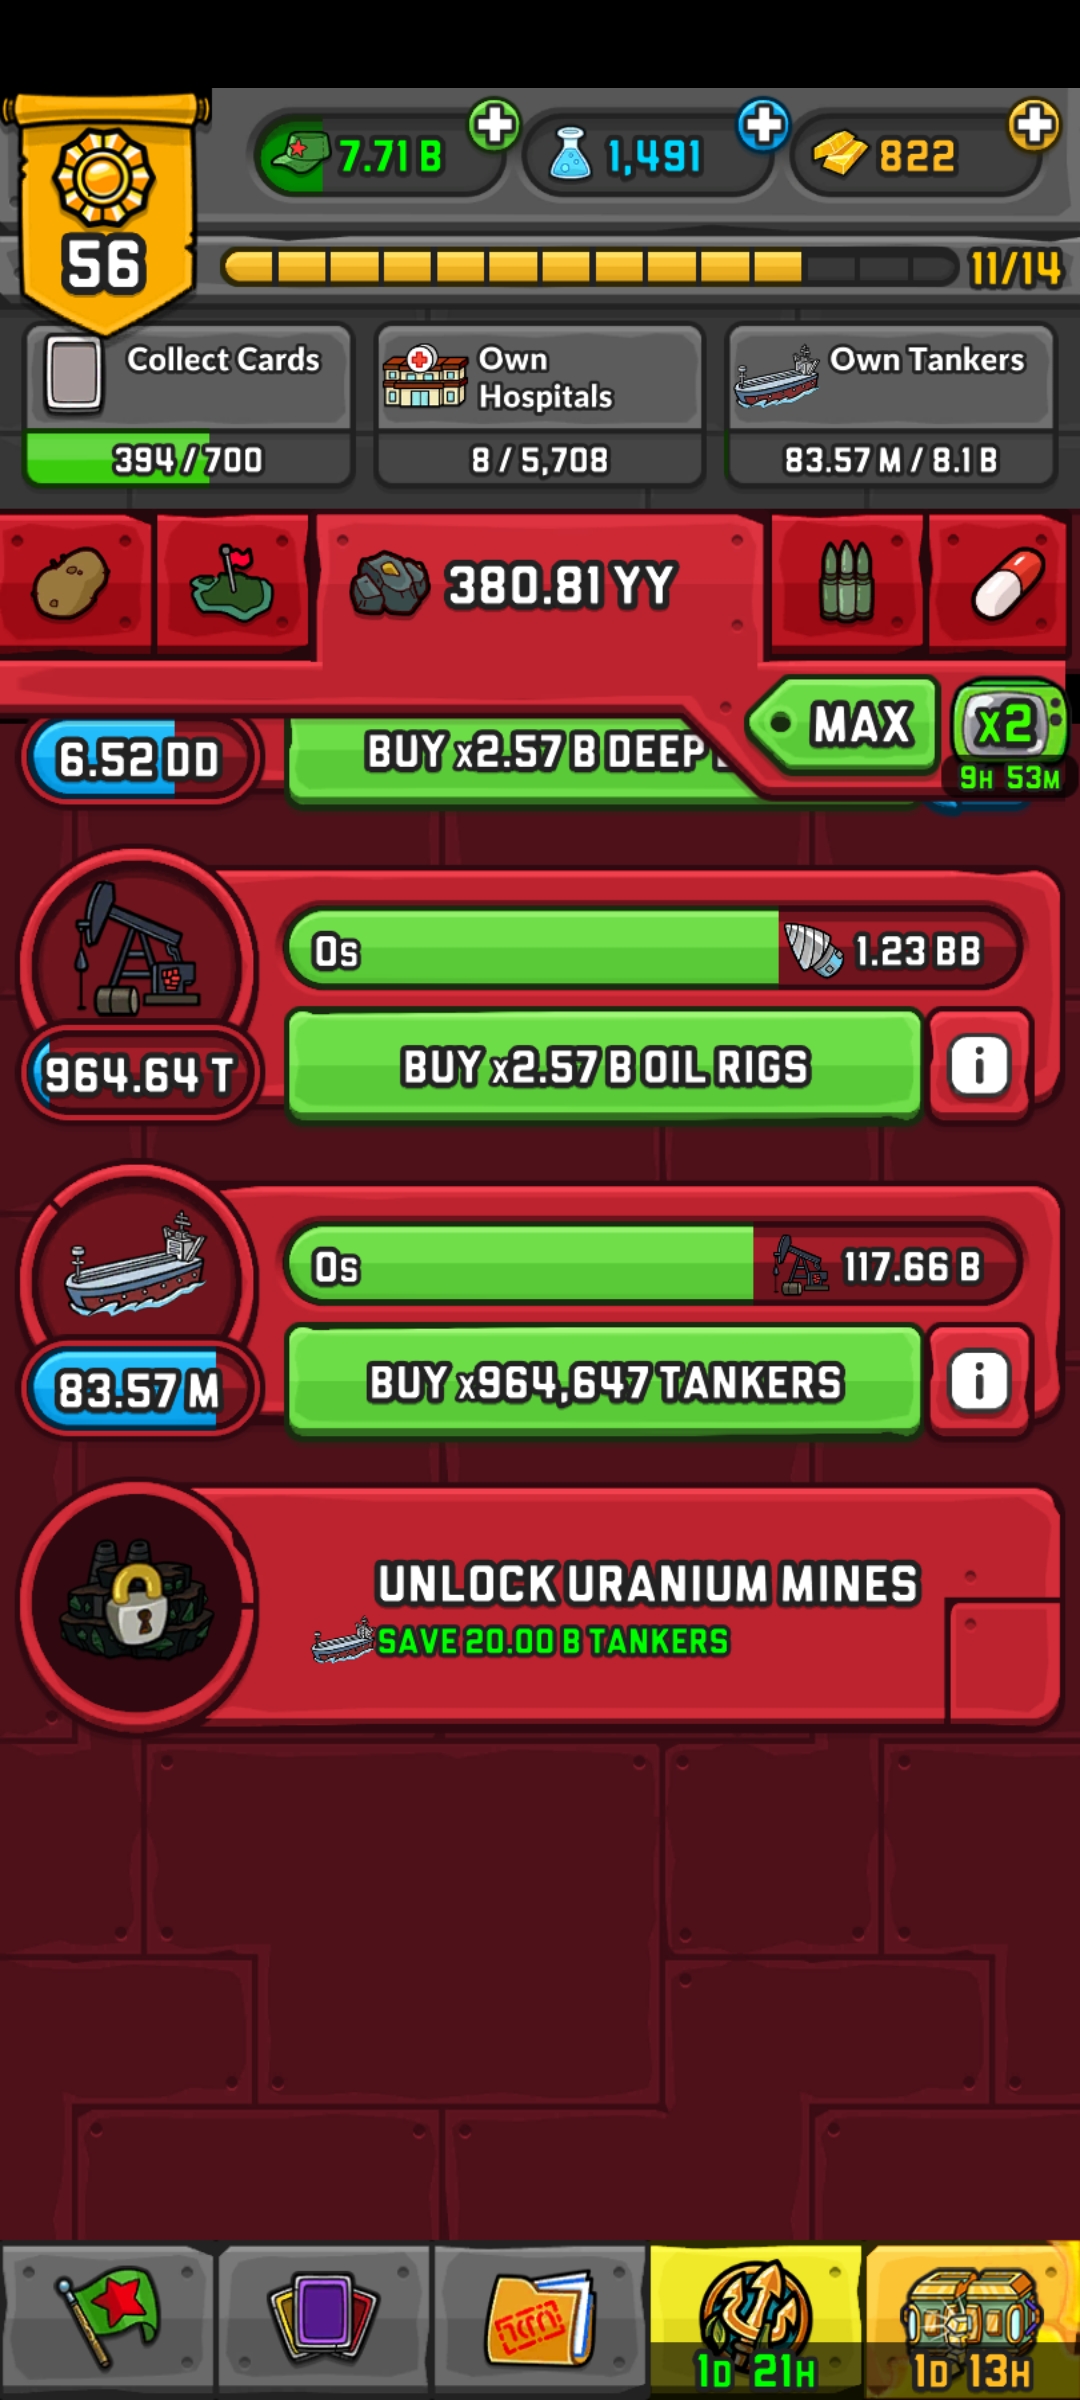 7.71 B
1,491
822
56
11/14
Collect Cards
394 / 700
Own
Hospitals
8 / 5,708
Own Tankers
83.57 M / 8.1 B
380.81 YY
MAX
x2
9H 53M
6.52 DD
BUY x2.57 B DEEP
0s
1.23 BB
964.64 T
BUY x2.57 B OIL RIGS
i
0s
117.66 B
83.57 M
BUY x964,647 TANKERS
i
UNLOCK URANIUM MINES
SAVE 20.00 B TANKERS
1D 21H
1D 13H